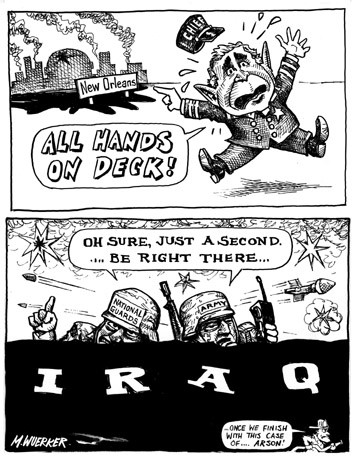 CHIEF
New Orleans
ALL HANDS
ON DECK!
OH SURE, JUST A SECOND.
.... BE RIGHT THERE...
NATIONAL
GUARDS
ARMY
IRAQ
M.WUERKER
..ONCE WE FINISH
WITH THIS CASE
OF.... ARSON!